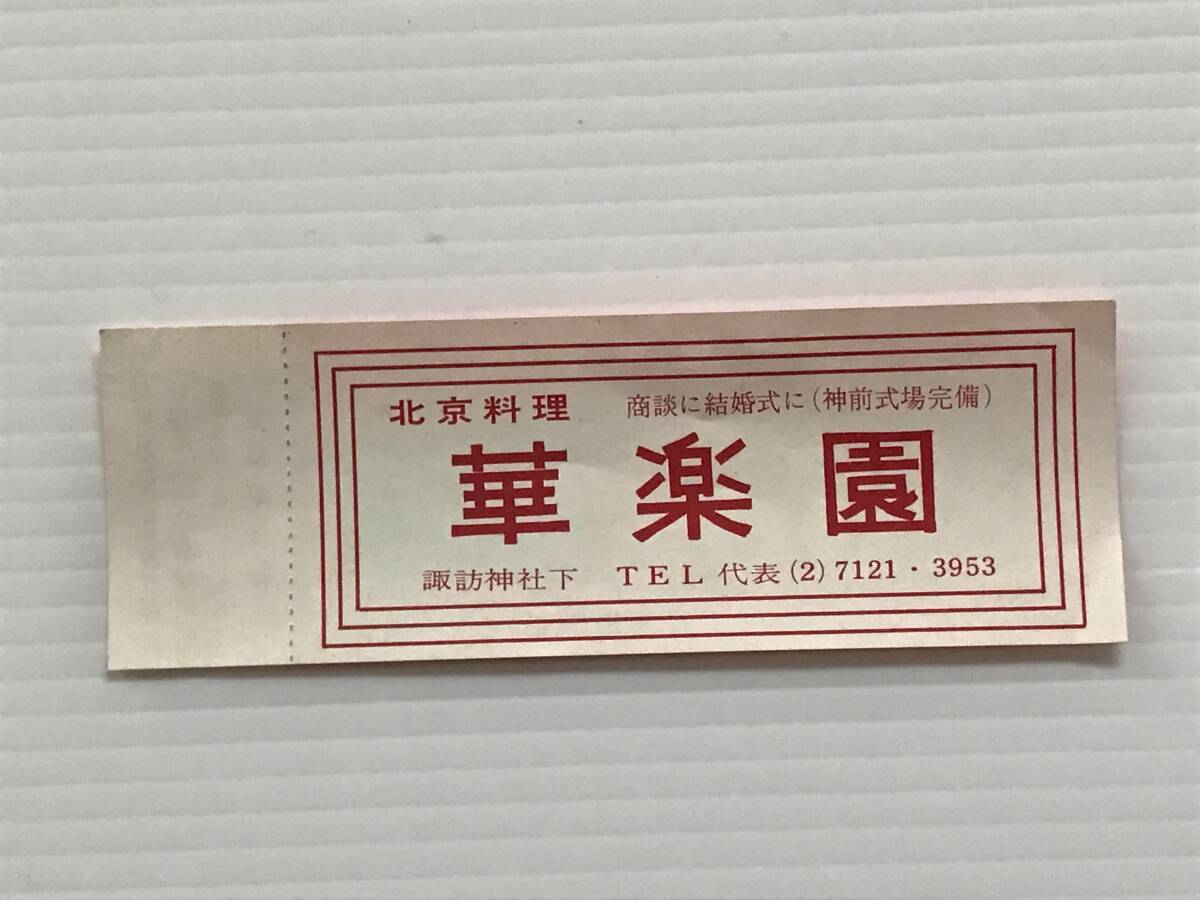 北京料理 商談に結婚式に(神前式場完備)
華楽園
諏訪神社下 TEL 代表(2)7121・3953